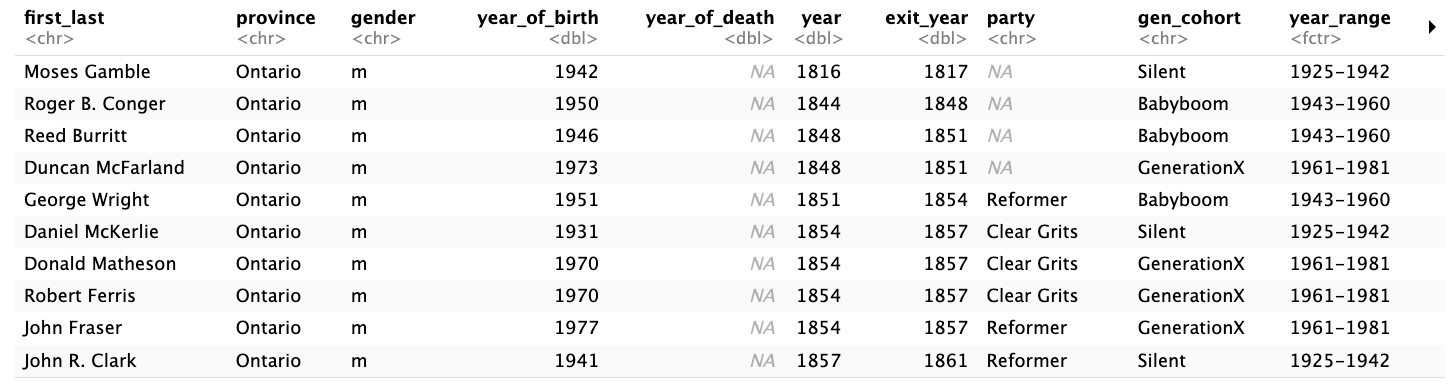 first_last province gender year_of_birth year_of_death year exit_year party gen_cohort year_range
<chr> <chr> <chr> <dbl> <dbl> <dbl> <dbl> <chr> <chr> <fctr>
Moses Gamble Ontario m 1942 NA 1816 1817 NA Silent 1925–1942
Roger B. Conger Ontario m 1950 NA 1844 1848 NA Babyboom 1943–1960
Reed Burritt Ontario m 1946 NA 1848 1851 NA Babyboom 1943–1960
Duncan McFarland Ontario m 1973 NA 1848 1851 NA GenerationX 1961–1981
George Wright Ontario m 1951 NA 1851 1854 Reformer Babyboom 1943–1960
Daniel McKerlie Ontario m 1931 NA 1854 1857 Clear Grits Silent 1925–1942
Donald Matheson Ontario m 1970 NA 1854 1857 Clear Grits GenerationX 1961–1981
Robert Ferris Ontario m 1970 NA 1854 1857 Clear Grits GenerationX 1961–1981
John Fraser Ontario m 1977 NA 1854 1857 Reformer GenerationX 1961–1981
John R. Clark Ontario m 1941 NA 1857 1861 Reformer Silent 1925–1942